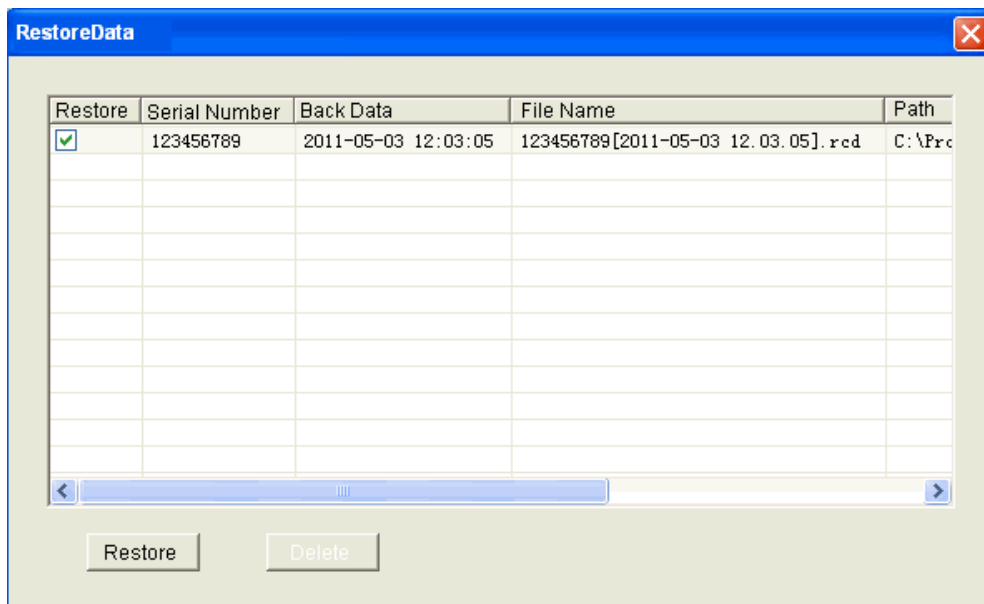 RestoreData
Restore Serial Number Back Data File Name Path
123456789 2011-05-03 12:03:05 123456789[2011-05-03 12.03.05].rcd C:\Pro
Restore Delete